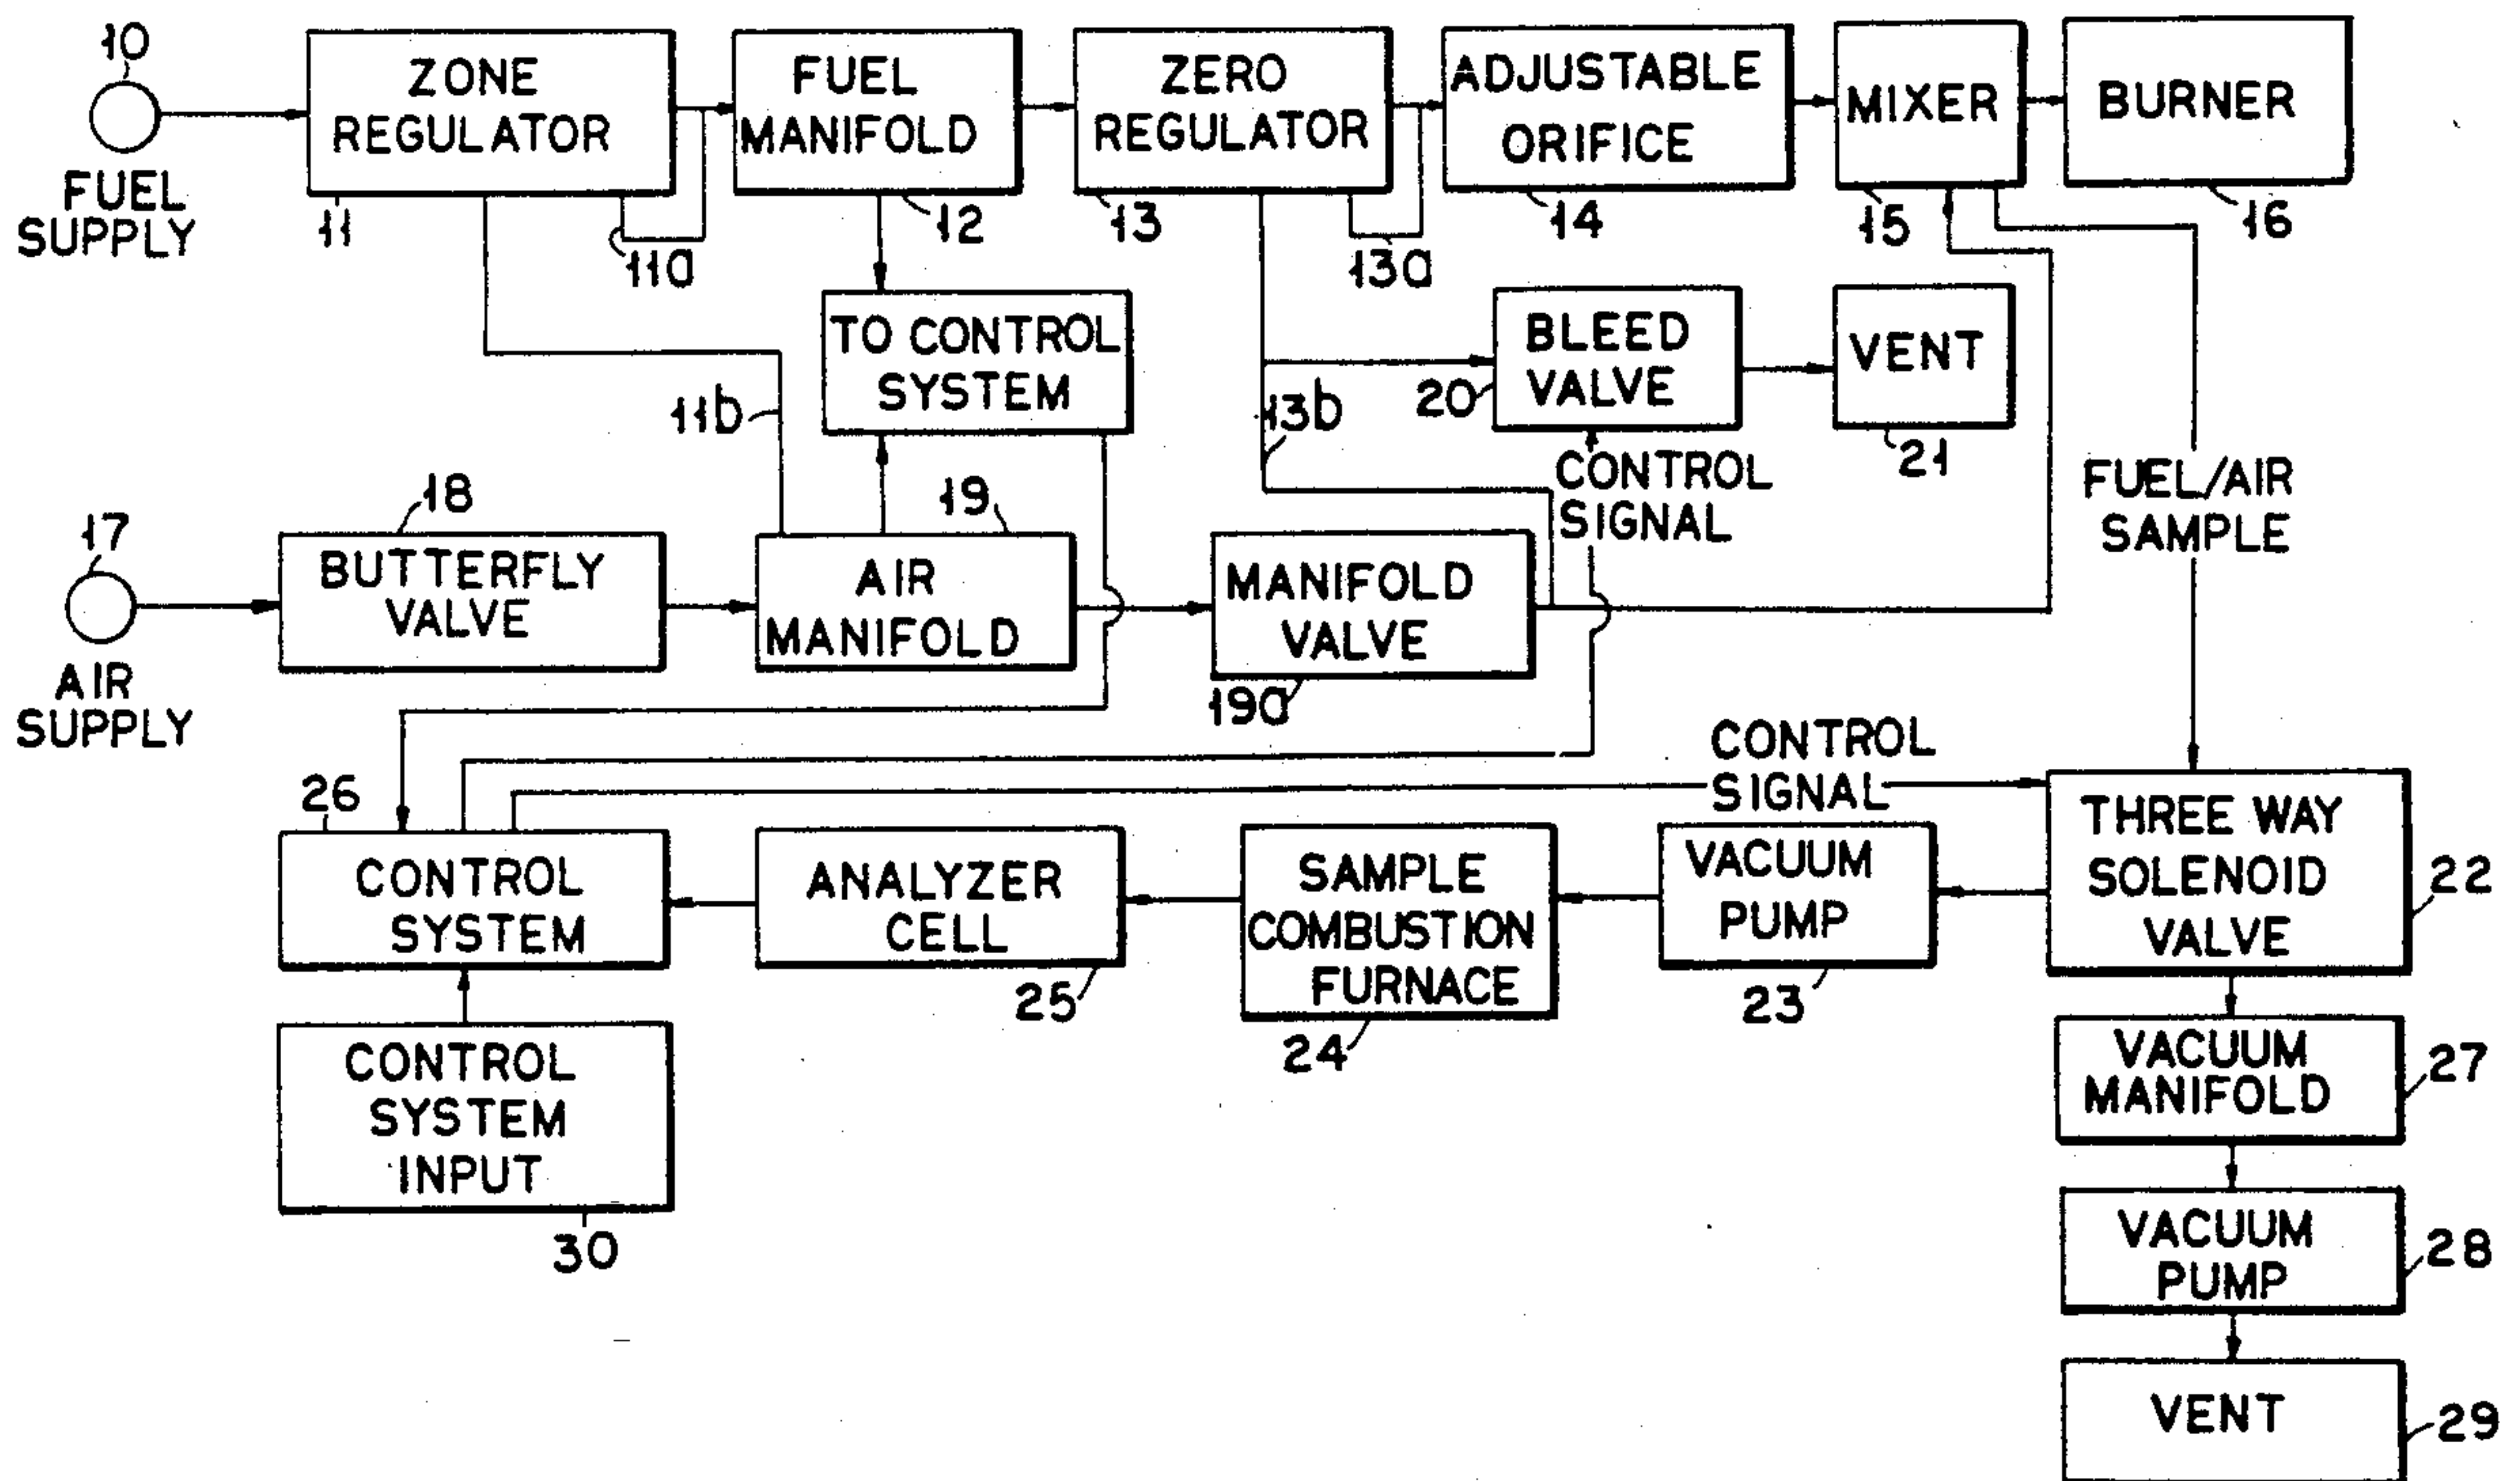 10
FUEL
SUPPLY
ZONE
REGULATOR
11
11a
FUEL
MANIFOLD
12
ZERO
REGULATOR
13
13a
ADJUSTABLE
ORIFICE
14
MIXER
15
BURNER
16
TO CONTROL
SYSTEM
11b
13b
BLEED
VALVE
20
VENT
21
CONTROL
SIGNAL
FUEL/AIR
SAMPLE
17
AIR
SUPPLY
18
BUTTERFLY
VALVE
19
AIR
MANIFOLD
MANIFOLD
VALVE
19a
CONTROL
SIGNAL
26
CONTROL
SYSTEM
ANALYZER
CELL
25
SAMPLE
COMBUSTION
FURNACE
24
VACUUM
PUMP
23
THREE WAY
SOLENOID
VALVE
22
CONTROL
SYSTEM
INPUT
30
VACUUM
MANIFOLD
27
VACUUM
PUMP
28
VENT
29